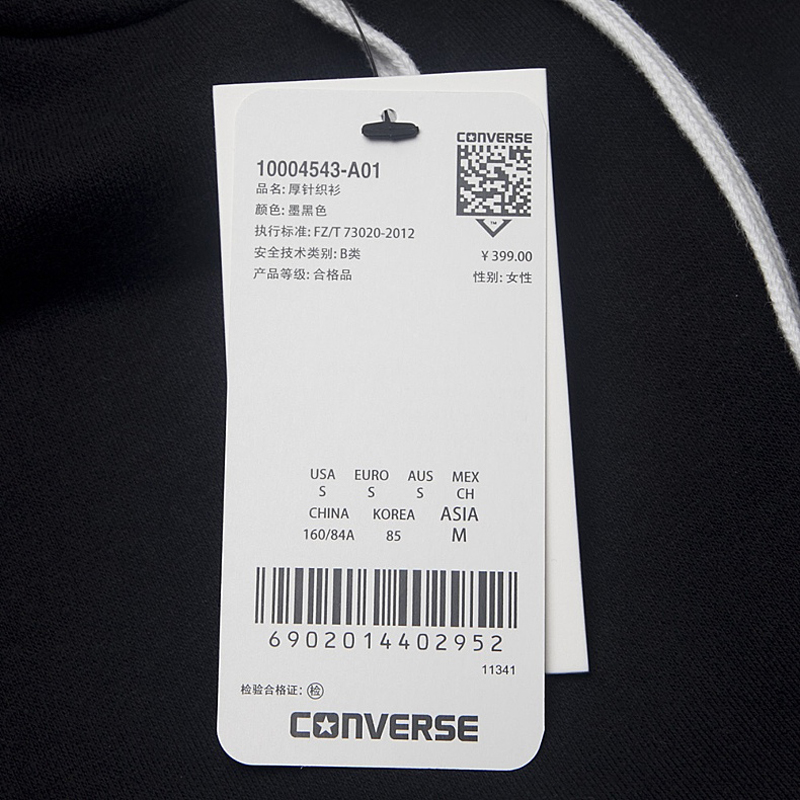 CONVERSE
10004543-A01
品名: 厚针织衫
颜色: 墨黑色
执行标准: FZ/T 73020-2012
安全技术类别: B类
¥ 399.00
产品等级: 合格品
性别: 女性
USA EURO AUS MEX
S S S CH
CHINA KOREA ASIA
160/84A 85 M
6902014402952
11341
检验合格证: 检
CONVERSE